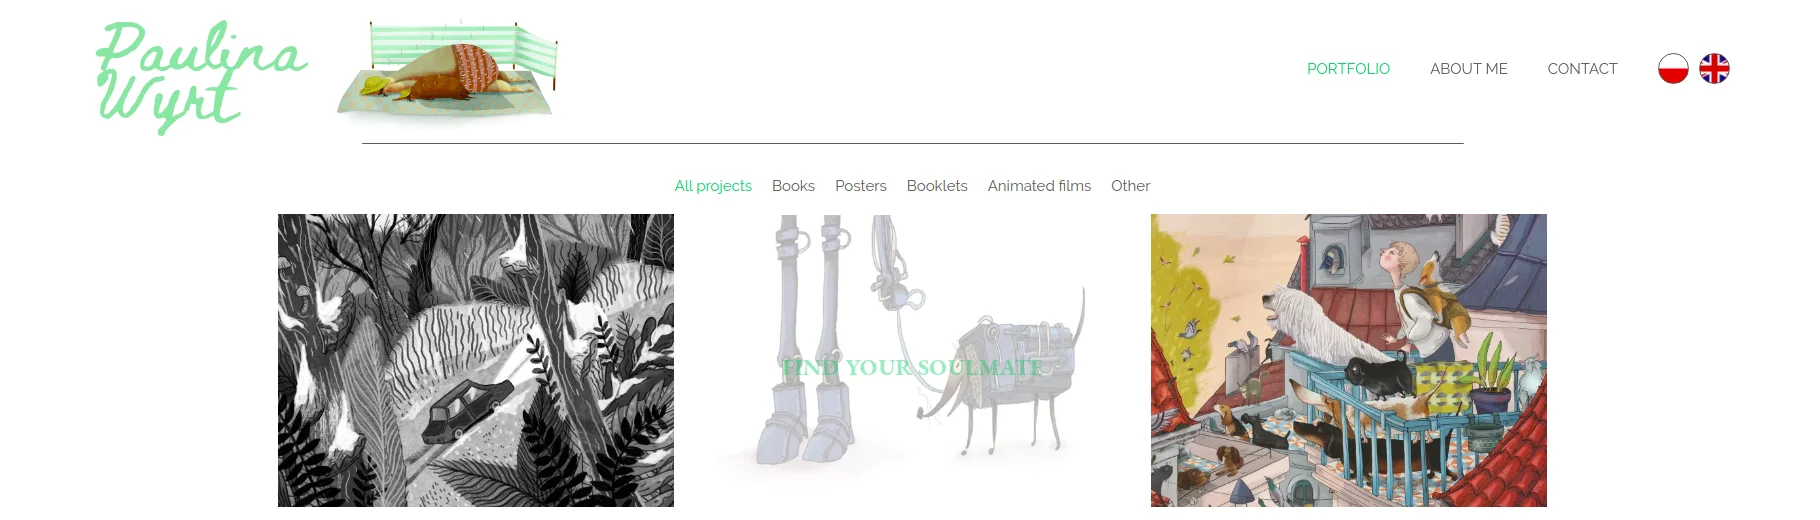 Paulina
Wyrt
PORTFOLIO ABOUT ME CONTACT
All projects Books Posters Booklets Animated films Other
FIND YOUR SOULMATE